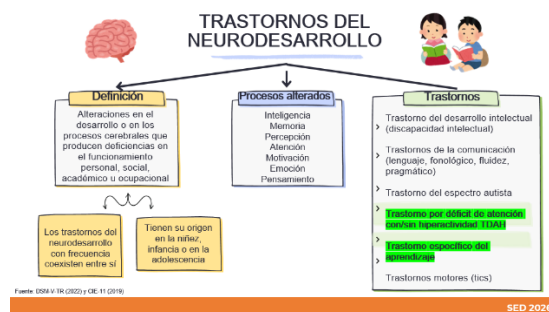 TRASTORNOS DEL
NEURODESARROLLO
Definición
Alteraciones en el
desarrollo o en los
procesos cerebrales que
producen deficiencias en
el funcionamiento
personal, social,
académico u ocupacional
Los trastornos del
neurodesarrollo
con frecuencia
coexisten entre sí
Tienen su origen
en la niñez,
infancia o en la
adolescencia
Procesos alterados
Inteligencia
Memoria
Percepción
Atención
Motivación
Emoción
Pensamiento
Trastornos
Trastorno del desarrollo intelectual
(discapacidad intelectual)
Trastornos de la comunicación
(lenguaje, fonológico, fluidez,
pragmático)
Trastorno del espectro autista
Trastorno por déficit de atención
con/sin hiperactividad TDAH
Trastorno específico del
aprendizaje
Trastornos motores (tics)
Fuente: DSM-V-TR (2022) y CIE-11 (2019)
SED 2026